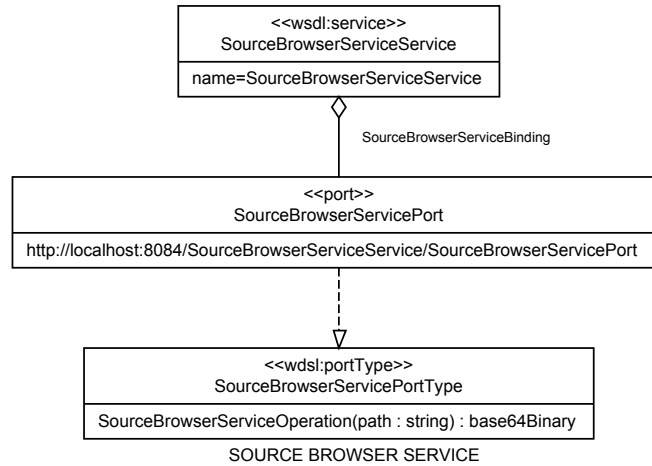 <<wsdl:service>>
SourceBrowserServiceService
name=SourceBrowserServiceService
SourceBrowserServiceBinding
<<port>>
SourceBrowserServicePort
http://localhost:8084/SourceBrowserServiceService/SourceBrowserServicePort
<<wdsl:portType>>
SourceBrowserServicePortType
SourceBrowserServiceOperation(path : string) : base64Binary
SOURCE BROWSER SERVICE